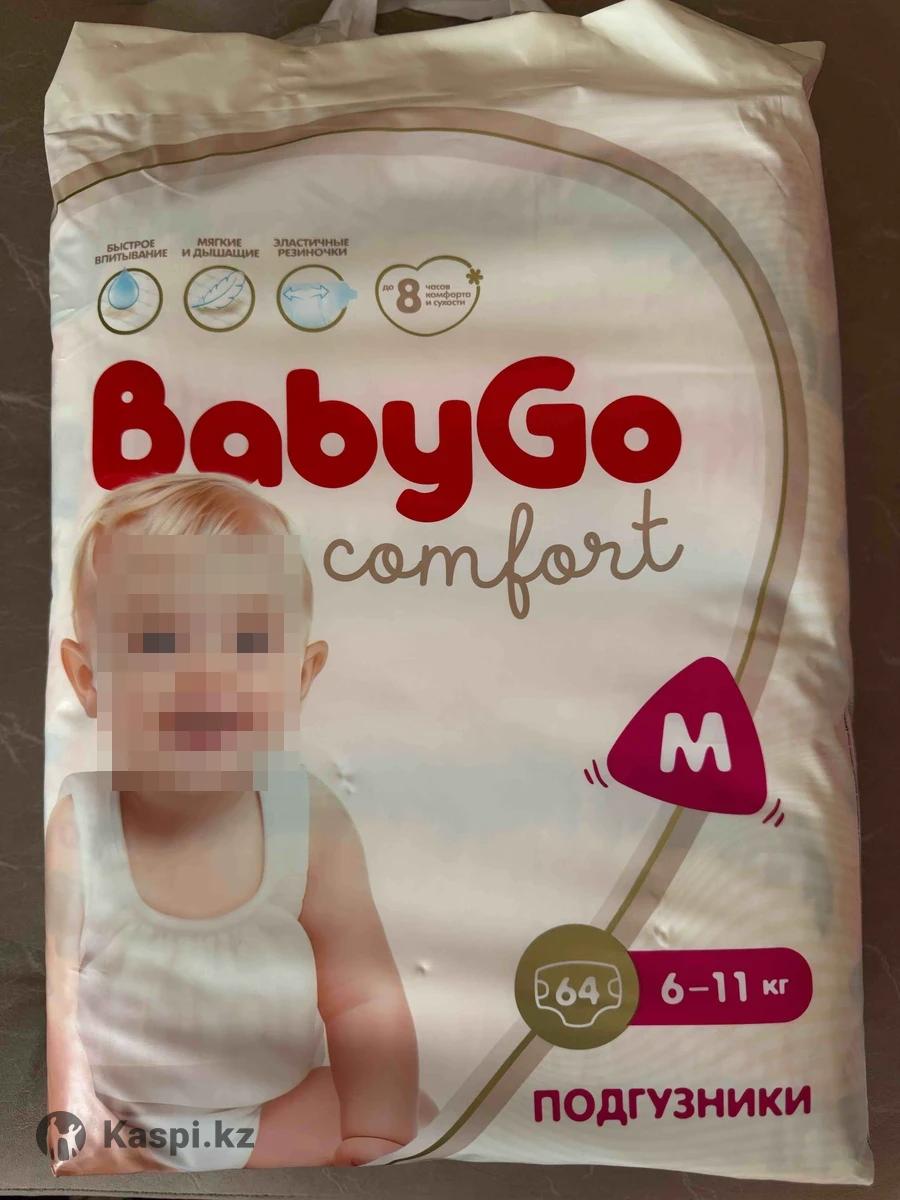 БЫСТРОЕ
ВПИТЫВАНИЕ
МЯГКИЕ
И ДЫШАЩИЕ
ЭЛАСТИЧНЫЕ
РЕЗИНОЧКИ
до 8 часов
комфорта
и сухости
*
BabyGo
comfort
M
64
6–11 кг
ПОДГУЗНИКИ
Kaspi.kz